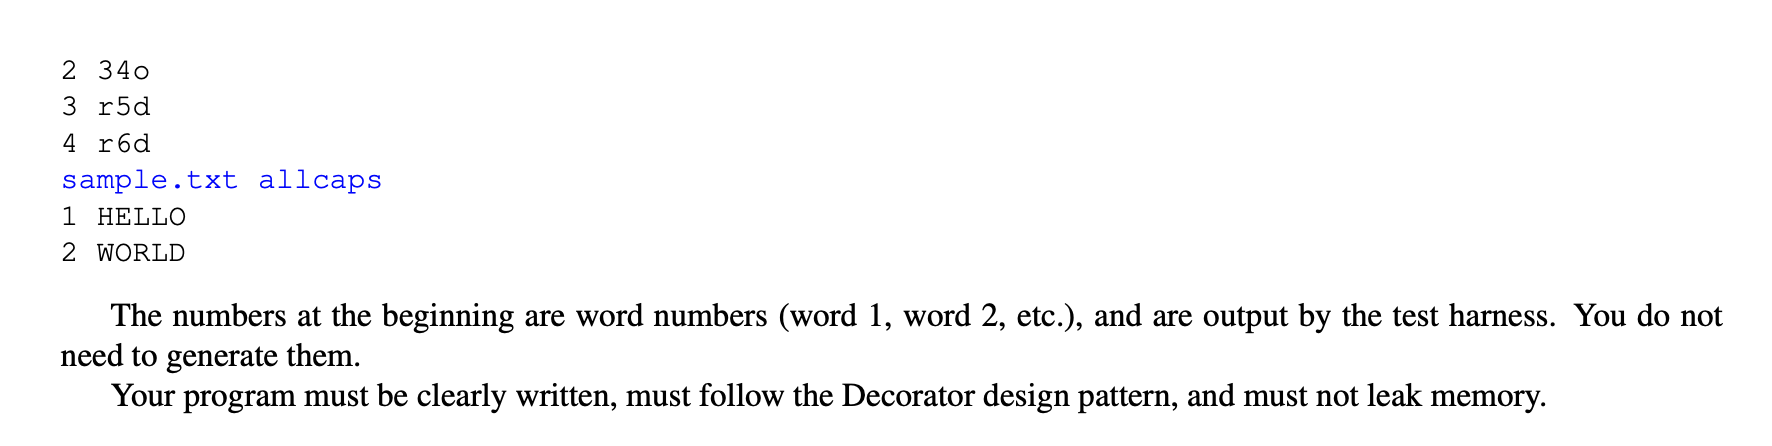 2 34o
3 r5d
4 r6d
sample.txt allcaps
1 HELLO
2 WORLD
The numbers at the beginning are word numbers (word 1, word 2, etc.), and are output by the test harness. You do not
need to generate them.
Your program must be clearly written, must follow the Decorator design pattern, and must not leak memory.